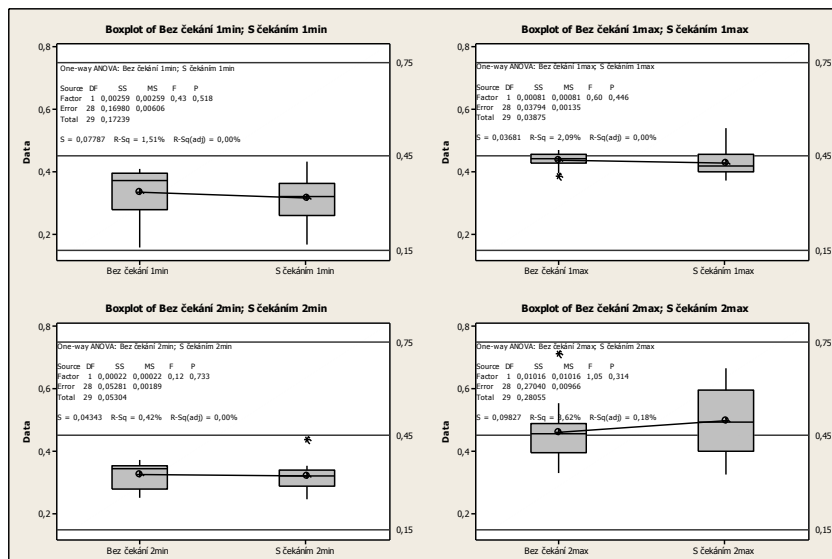 Boxplot of Bez čekání 1min; S čekáním 1min
0,8
0,75
One-way ANOVA: Bez čekání 1min; S čekáním 1min
Source DF SS MS F P
Factor 1 0,00259 0,00259 0,43 0,518
Error 28 0,16980 0,00606
Total 29 0,17239
S = 0,07787 R-Sq = 1,51% R-Sq(adj) = 0,00%
0,6
Data
0,45
0,4
0,2
0,15
Bez čekání 1min
S čekáním 1min
Boxplot of Bez čekání 1max; S čekáním 1max
0,8
0,75
One-way ANOVA: Bez čekání 1max; S čekáním 1max
Source DF SS MS F P
Factor 1 0,00081 0,00081 0,60 0,446
Error 28 0,03794 0,00135
Total 29 0,03875
S = 0,03681 R-Sq = 2,09% R-Sq(adj) = 0,00%
0,6
Data
0,45
0,4
0,2
0,15
Bez čekání 1max
S čekáním 1max
Boxplot of Bez čekání 2min; S čekáním 2min
0,8
0,75
One-way ANOVA: Bez čekání 2min; S čekáním 2min
Source DF SS MS F P
Factor 1 0,00022 0,00022 0,12 0,733
Error 28 0,05281 0,00189
Total 29 0,05304
S = 0,04343 R-Sq = 0,42% R-Sq(adj) = 0,00%
0,6
Data
0,45
0,4
0,2
0,15
Bez čekání 2min
S čekáním 2min
Boxplot of Bez čekání 2max; S čekáním 2max
0,8
0,75
One-way ANOVA: Bez čekání 2max; S čekáním 2max
Source DF SS MS F P
Factor 1 0,01016 0,01016 1,05 0,314
Error 28 0,27040 0,00966
Total 29 0,28055
S = 0,09827 R-Sq = 3,62% R-Sq(adj) = 0,18%
0,6
Data
0,45
0,4
0,2
0,15
Bez čekání 2max
S čekáním 2max